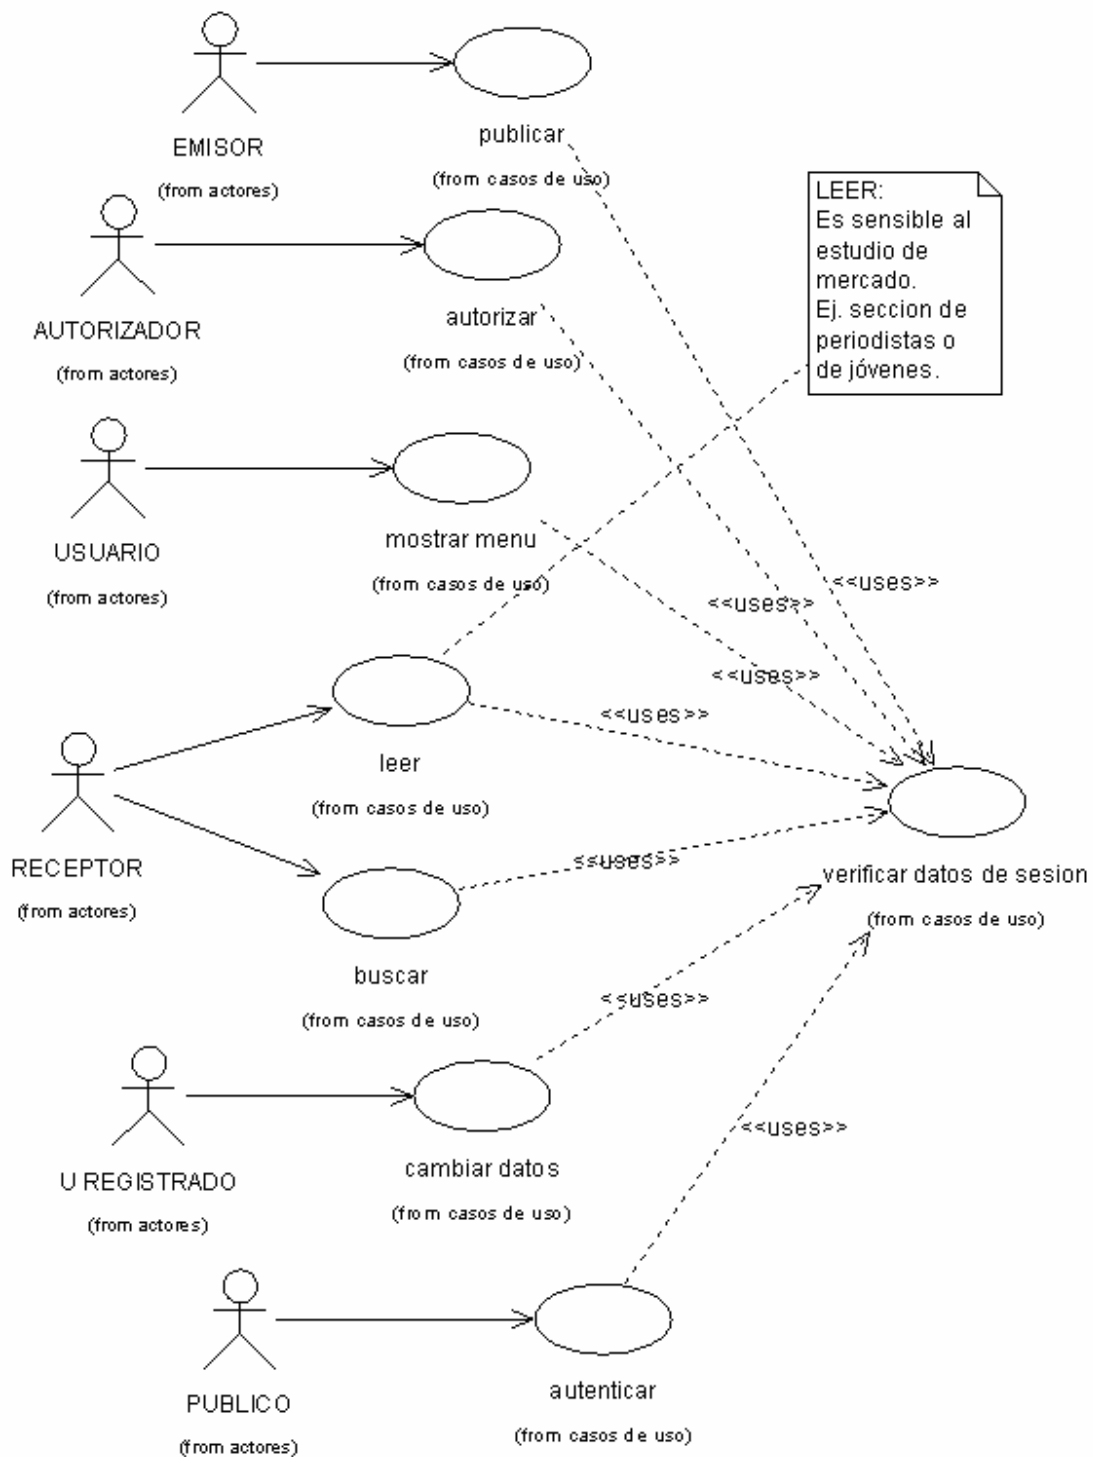 EMISOR
(from actores)
publicar
(from casos de uso)
LEER:
Es sensible al
estudio de
mercado.
Ej. seccion de
periodistas o
de jóvenes.
AUTORIZADOR
(from actores)
autorizar
(from casos de uso)
USUARIO
(from actores)
mostrar menu
(from casos de uso)
<<uses>>
<<uses>>
<<uses>>
<<uses>>
leer
(from casos de uso)
RECEPTOR
(from actores)
<<uses>>
verificar datos de sesion
(from casos de uso)
buscar
(from casos de uso)
<<uses>>
U REGISTRADO
(from actores)
cambiar datos
(from casos de uso)
<<uses>>
PUBLICO
(from actores)
autenticar
(from casos de uso)